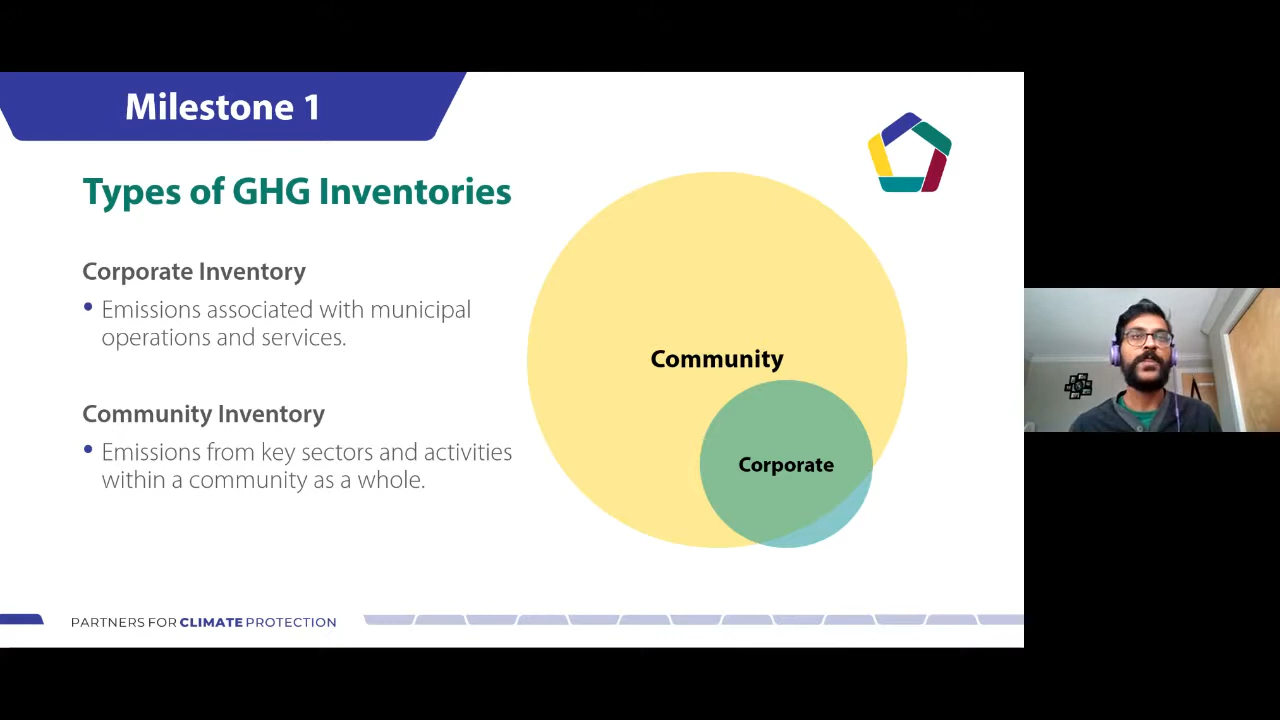 Milestone 1
Types of GHG Inventories
Corporate Inventory
• Emissions associated with municipal
operations and services.
Community Inventory
• Emissions from key sectors and activities
within a community as a whole.
Community
Corporate
PARTNERS FOR CLIMATE PROTECTION